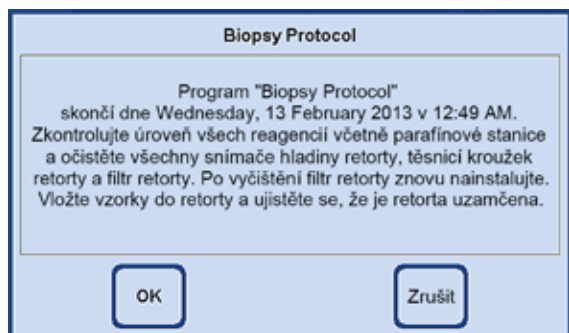 Biopsy Protocol
Program "Biopsy Protocol"
skončí dne Wednesday, 13 February 2013 v 12:49 AM.
Zkontrolujte úroveň všech reagencií včetně parafínové stanice
a očistěte všechny snímače hladiny retorty, těsnicí kroužek
retorty a filtr retorty. Po vyčištění filtr retorty znovu nainstalujte.
Vložte vzorky do retorty a ujistěte se, že je retorta uzamčena.
OK
Zrušit